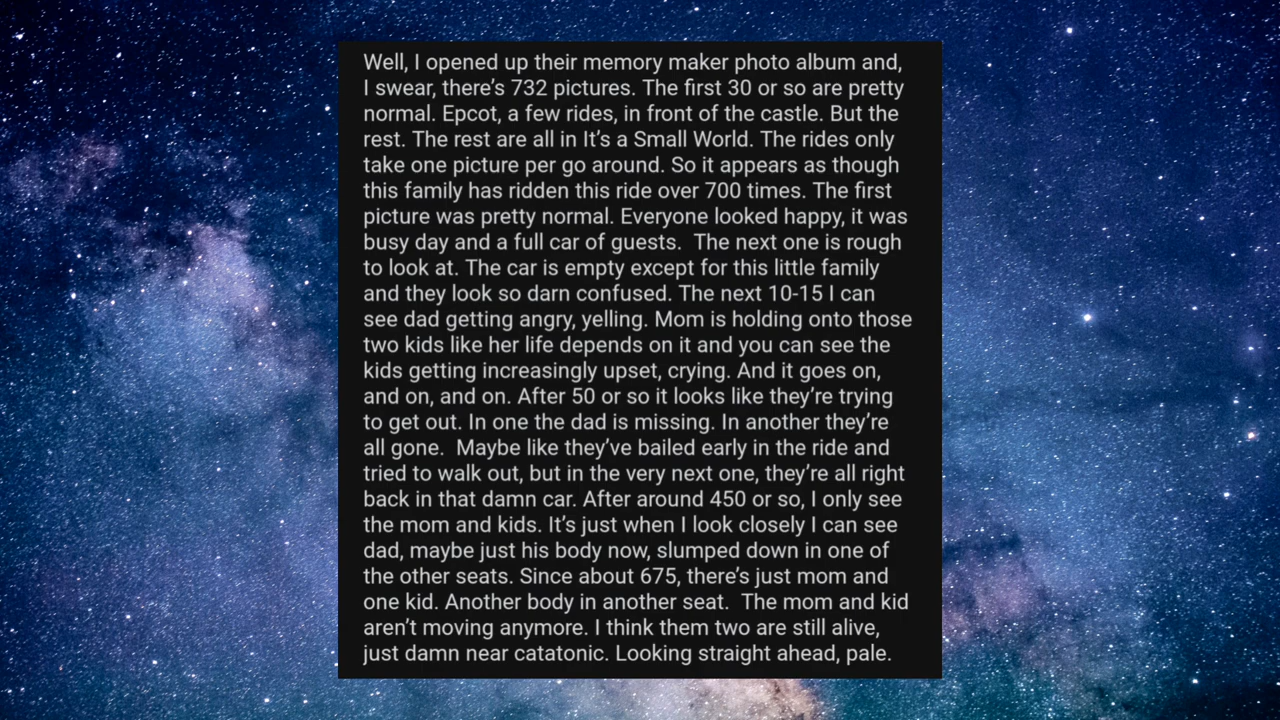 Well, I opened up their memory maker photo album and,
I swear, there’s 732 pictures. The first 30 or so are pretty
normal. Epcot, a few rides, in front of the castle. But the
rest. The rest are all in It’s a Small World. The rides only
take one picture per go around. So it appears as though
this family has ridden this ride over 700 times. The first
picture was pretty normal. Everyone looked happy, it was
busy day and a full car of guests.  The next one is rough
to look at. The car is empty except for this little family
and they look so darn confused. The next 10-15 I can
see dad getting angry, yelling. Mom is holding onto those
two kids like her life depends on it and you can see the
kids getting increasingly upset, crying. And it goes on,
and on, and on. After 50 or so it looks like they’re trying
to get out. In one the dad is missing. In another they’re
all gone.  Maybe like they’ve bailed early in the ride and
tried to walk out, but in the very next one, they’re all right
back in that damn car. After around 450 or so, I only see
the mom and kids. It’s just when I look closely I can see
dad, maybe just his body now, slumped down in one of
the other seats. Since about 675, there’s just mom and
one kid. Another body in another seat.  The mom and kid
aren’t moving anymore. I think them two are still alive,
just damn near catatonic. Looking straight ahead, pale.